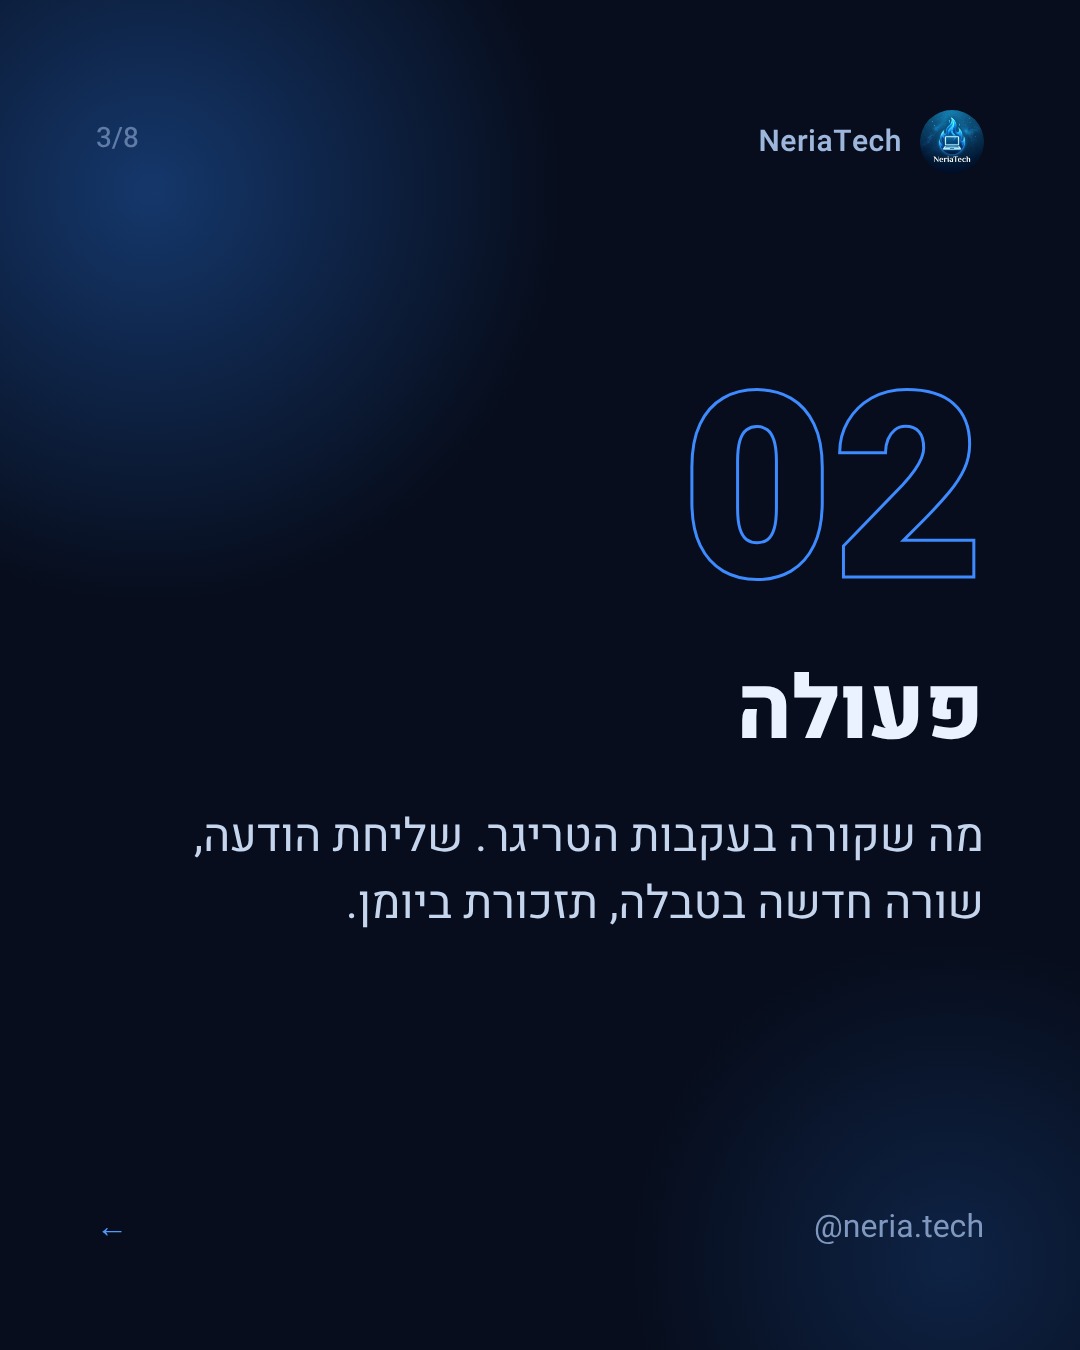 3/8
NeriaTech
NeriaTech
02
פעולה
מה שקורה בעקבות הטריגר. שליחת הודעה,
שורה חדשה בטבלה, תזכורת ביומן.
←
@neria.tech